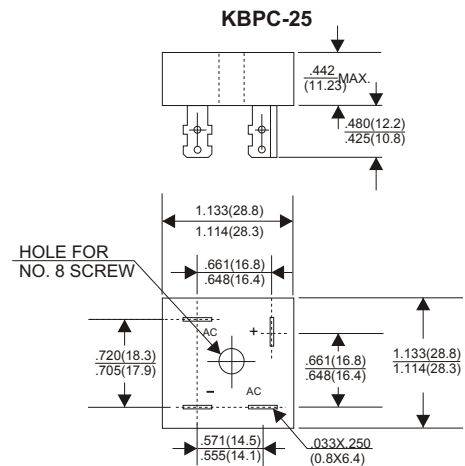 KBPC-25
.442
(11.23)
MAX.
.480(12.2)
.425(10.8)
1.133(28.8)
1.114(28.3)
HOLE FOR
NO. 8 SCREW
.661(16.8)
.648(16.4)
AC
+
.720(18.3)
.705(17.9)
.661(16.8)
.648(16.4)
1.133(28.8)
1.114(28.3)
-
AC
.571(14.5)
.555(14.1)
.033X.250
(0.8X6.4)